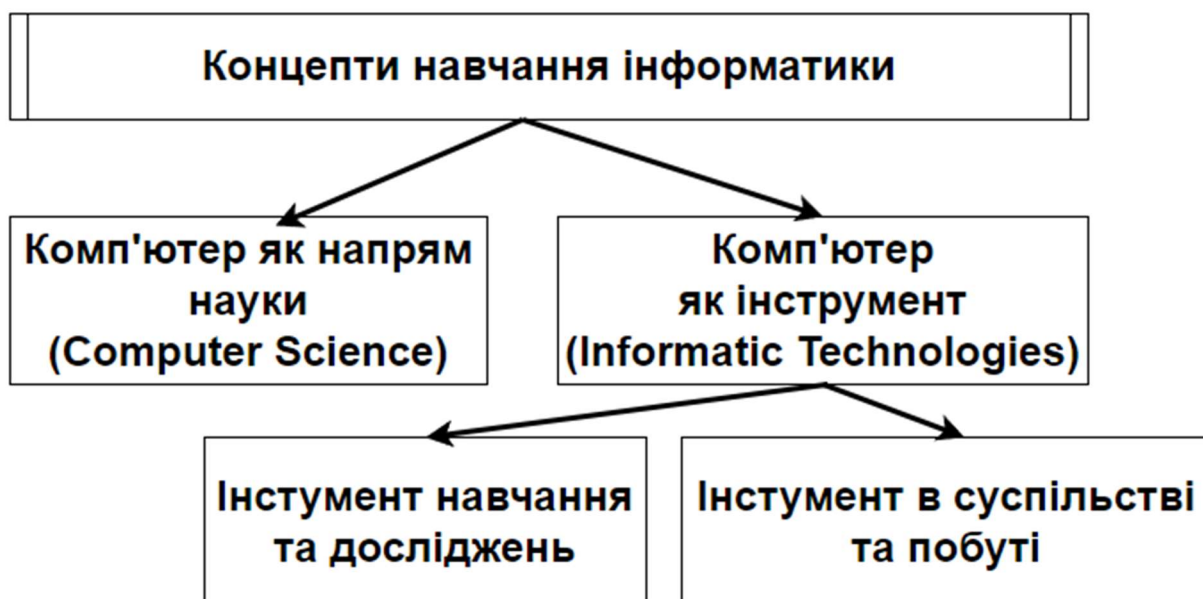 Концепти навчання інформатики
Комп'ютер як напрям
науки
(Computer Science)
Комп'ютер
як інструмент
(Informatic Technologies)
Інстумент навчання
та досліджень
Інстумент в суспільстві
та побуті